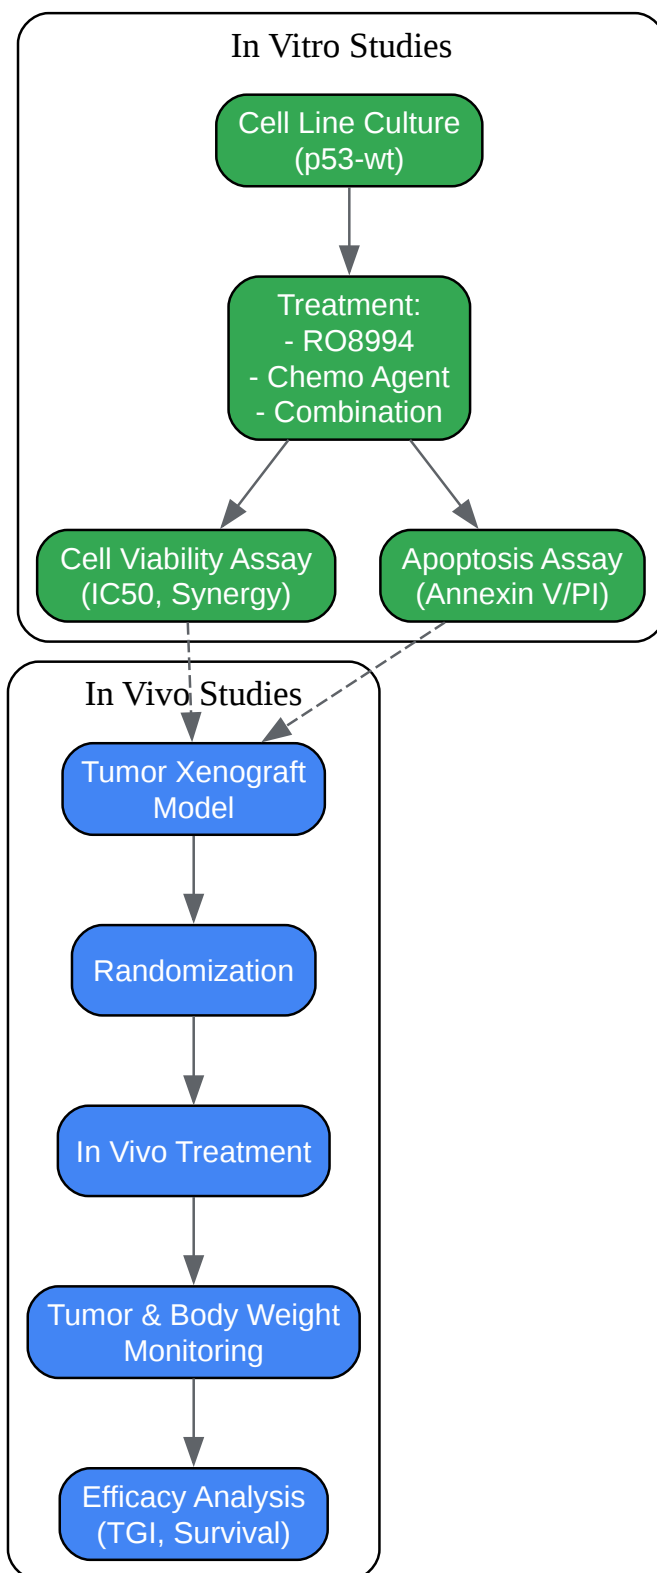 In Vitro Studies
Cell Line Culture
(p53-wt)
Treatment:
- RO8994
- Chemo Agent
- Combination
Cell Viability Assay
(IC50, Synergy)
Apoptosis Assay
(Annexin V/PI)
In Vivo Studies
Tumor Xenograft
Model
Randomization
In Vivo Treatment
Tumor & Body Weight
Monitoring
Efficacy Analysis
(TGI, Survival)